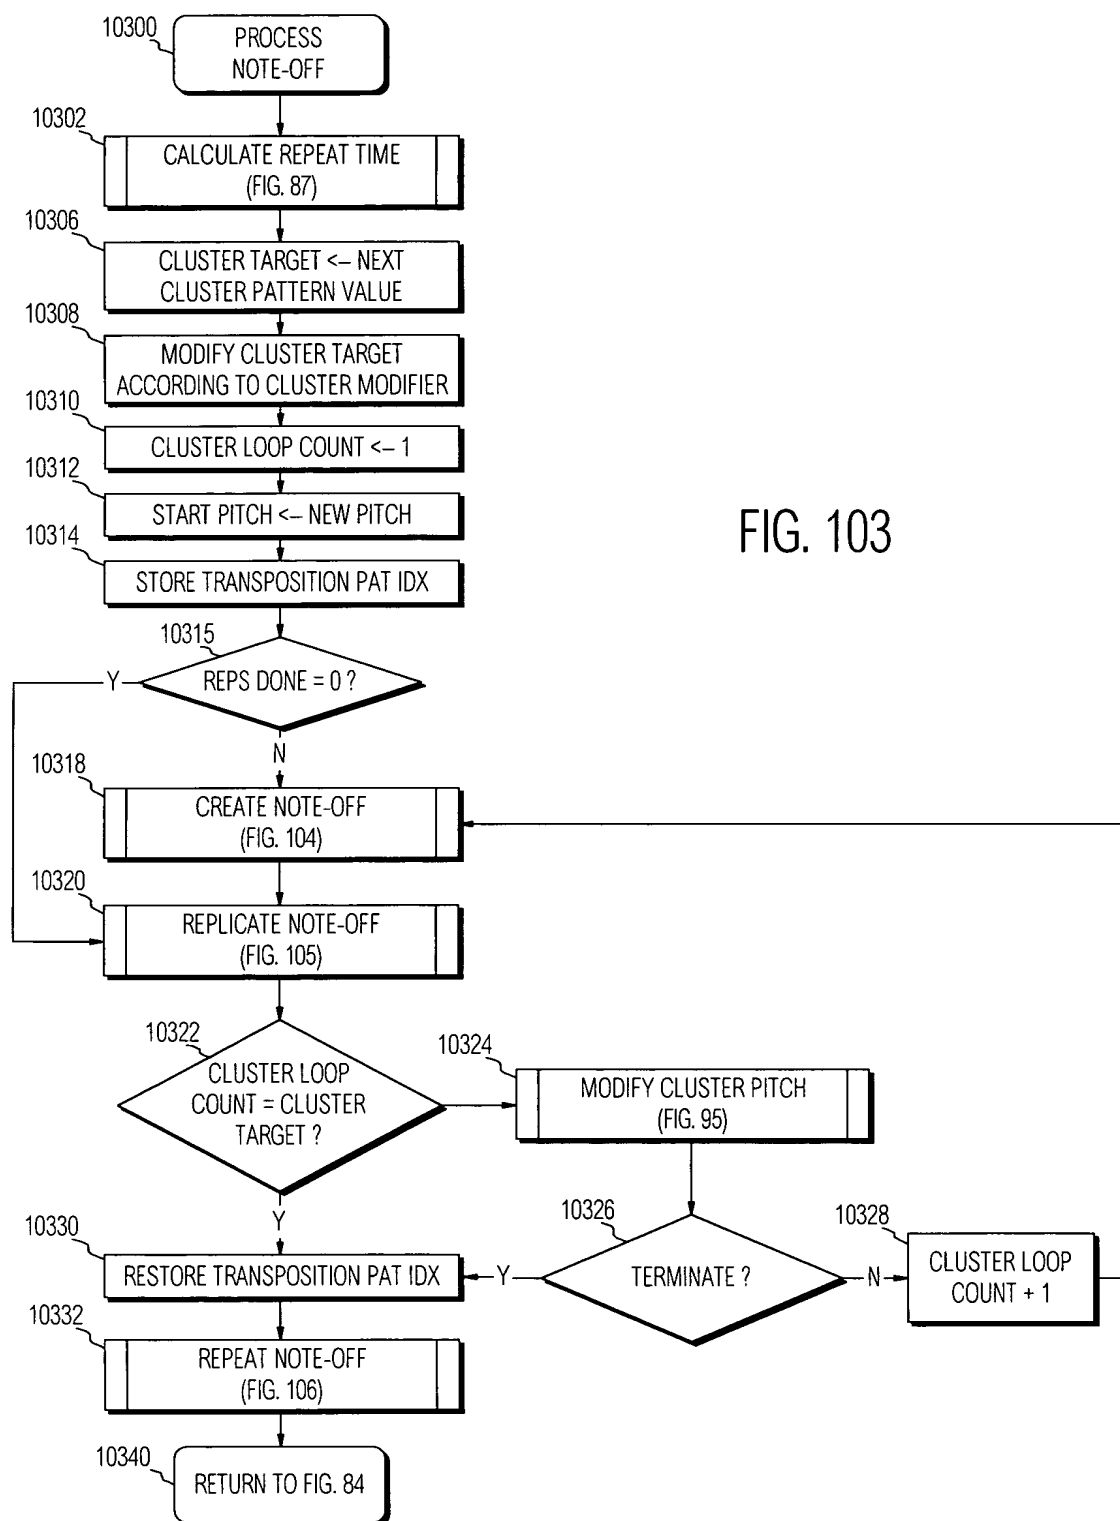 10300
PROCESS
NOTE-OFF
10302
CALCULATE REPEAT TIME
(FIG. 87)
10306
CLUSTER TARGET <– NEXT
CLUSTER PATTERN VALUE
10308
MODIFY CLUSTER TARGET
ACCORDING TO CLUSTER MODIFIER
10310
CLUSTER LOOP COUNT <– 1
10312
START PITCH <– NEW PITCH
10314
STORE TRANSPOSITION PAT IDX
FIG. 103
10315
REPS DONE = 0 ?
Y
N
10318
CREATE NOTE-OFF
(FIG. 104)
10320
REPLICATE NOTE-OFF
(FIG. 105)
10322
CLUSTER LOOP
COUNT = CLUSTER
TARGET ?
Y
10324
MODIFY CLUSTER PITCH
(FIG. 95)
10326
TERMINATE ?
Y
N
10328
CLUSTER LOOP
COUNT + 1
10330
RESTORE TRANSPOSITION PAT IDX
10332
REPEAT NOTE-OFF
(FIG. 106)
10340
RETURN TO FIG. 84